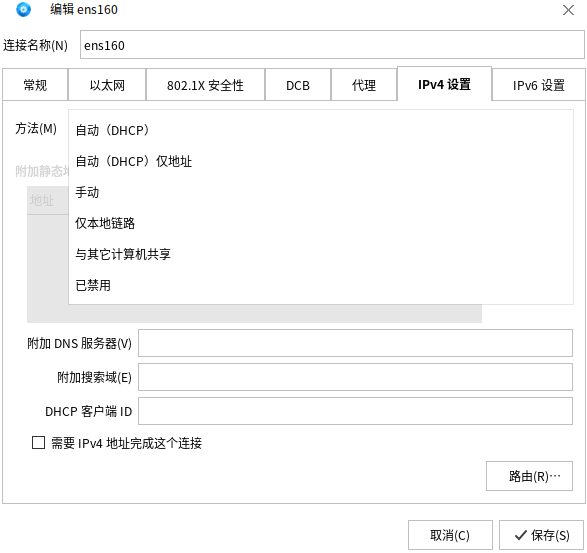 编辑 ens160
连接名称(N) ens160
常规 以太网 802.1X 安全性 DCB 代理 IPv4 设置 IPv6 设置
方法(M)
自动（DHCP）
自动（DHCP）仅地址
附加静态
地址
手动
仅本地链路
与其它计算机共享
已禁用
附加 DNS 服务器(V)
附加搜索域(E)
DHCP 客户端 ID
需要 IPv4 地址完成这个连接
路由(R)…
取消(C) 保存(S)